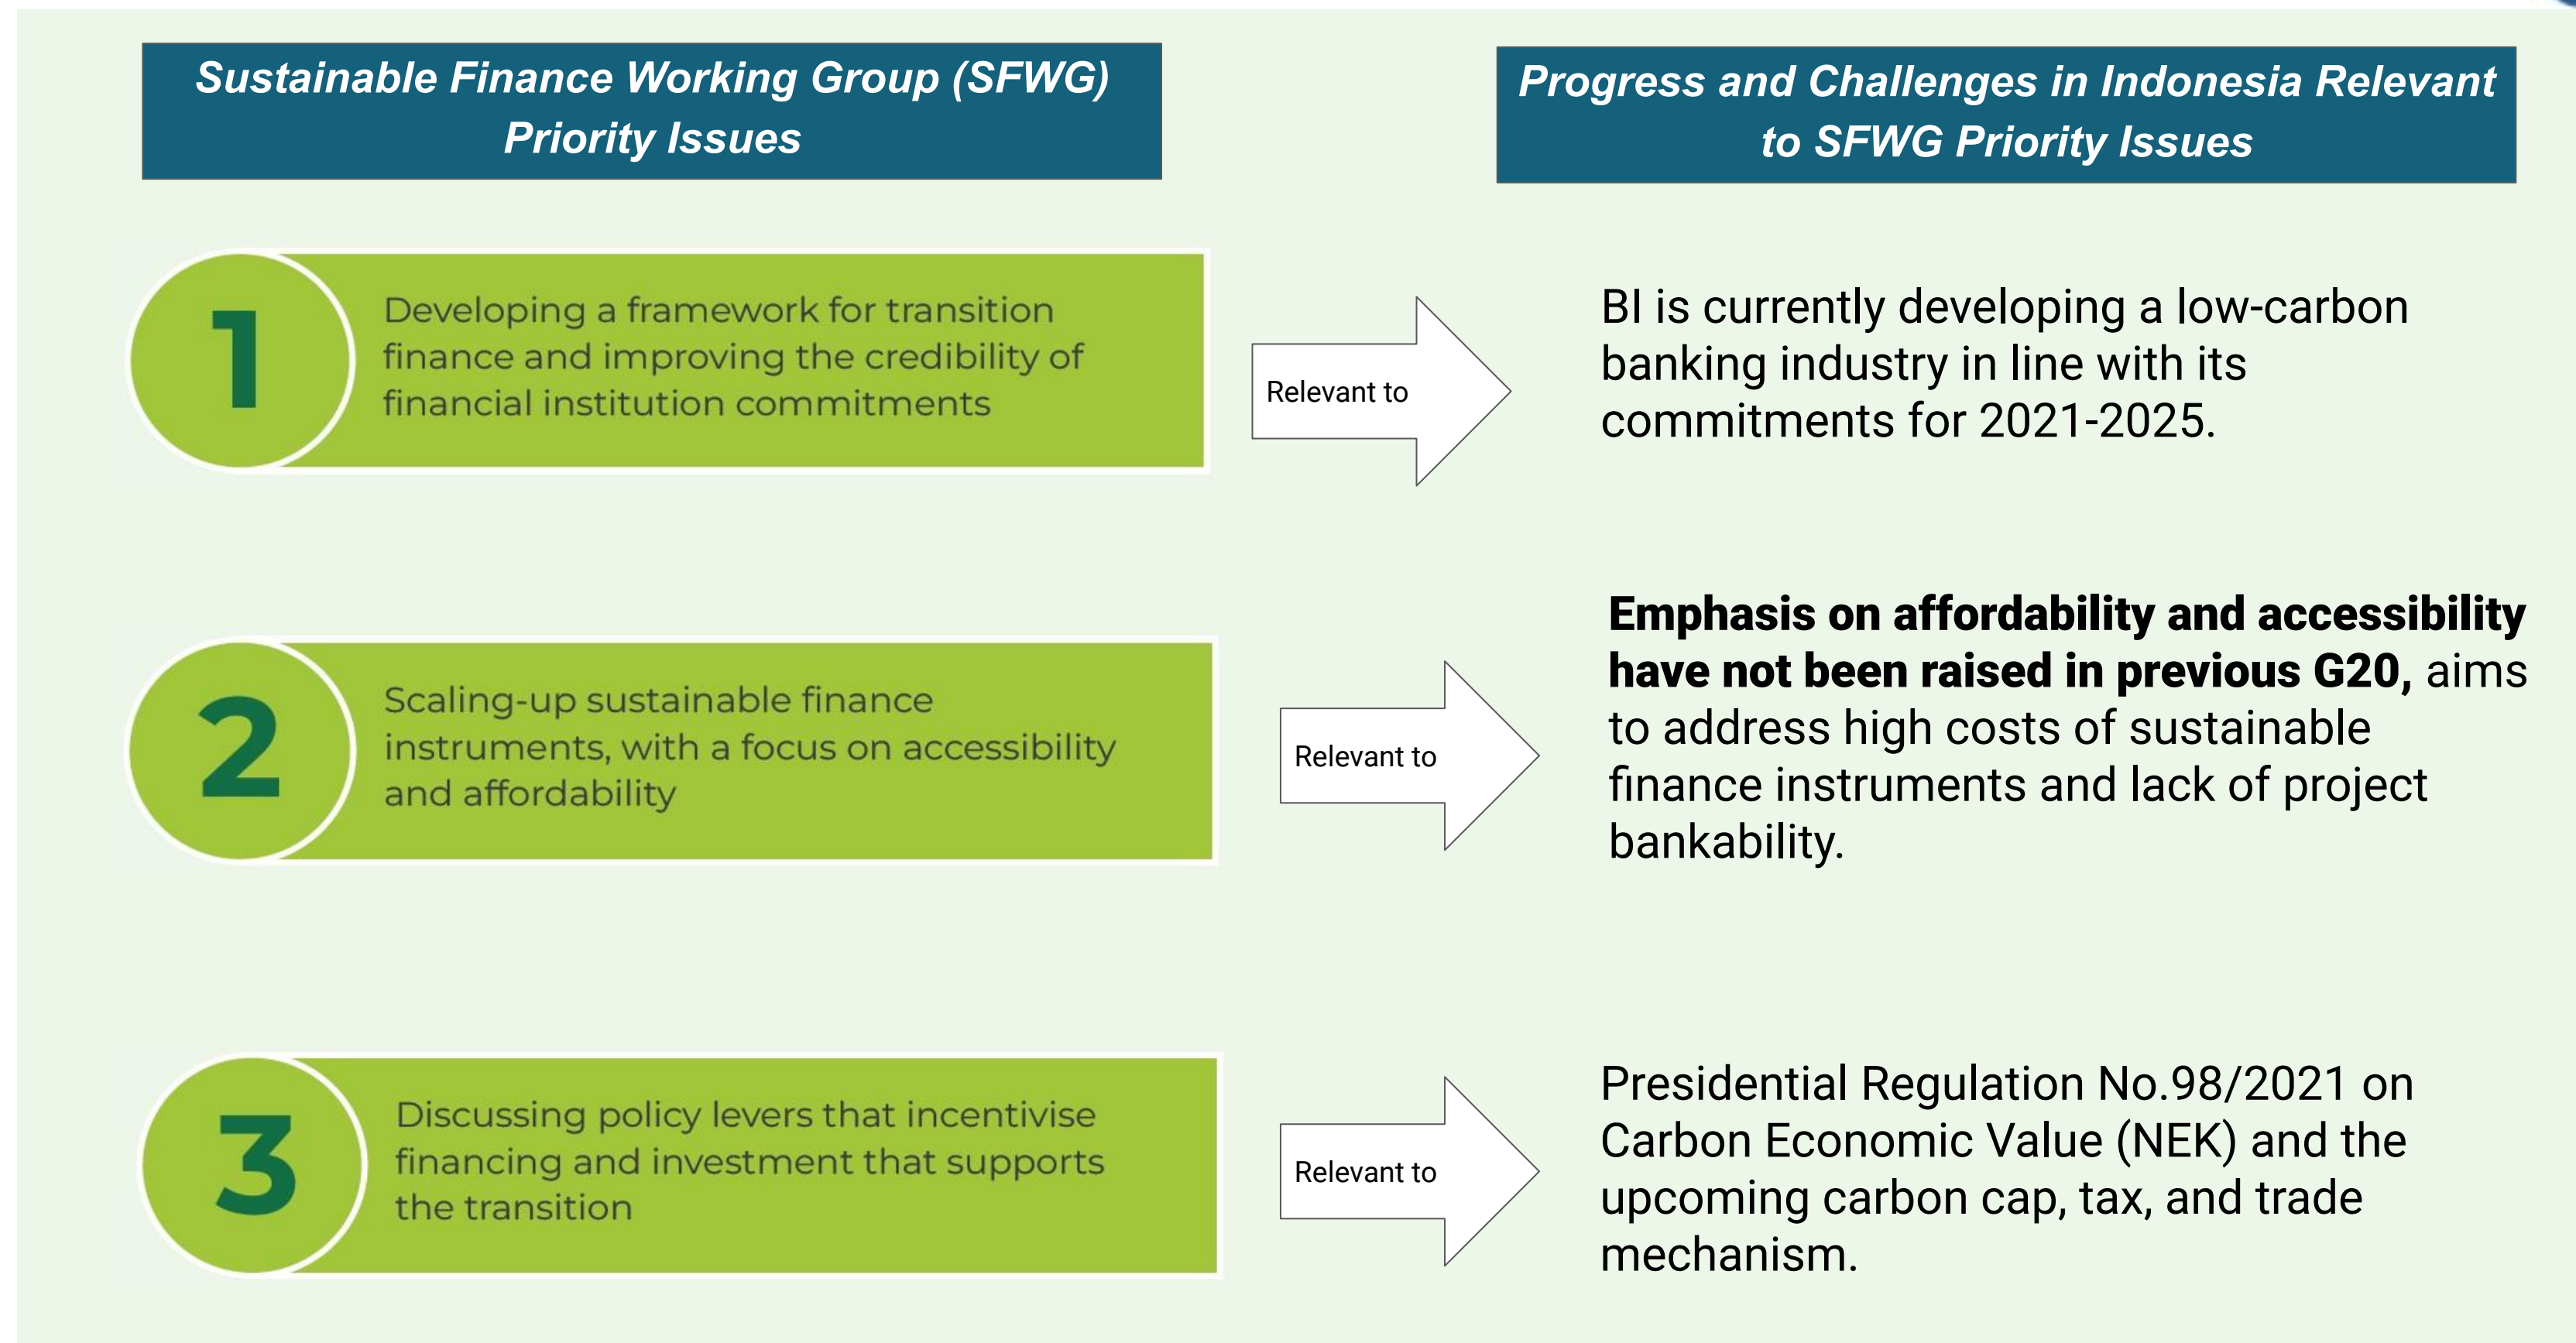 Sustainable Finance Working Group (SFWG)
Priority Issues
Progress and Challenges in Indonesia Relevant
to SFWG Priority Issues
1
Developing a framework for transition
finance and improving the credibility of
financial institution commitments
Relevant to
BI is currently developing a low-carbon
banking industry in line with its
commitments for 2021-2025.
2
Scaling-up sustainable finance
instruments, with a focus on accessibility
and affordability
Relevant to
Emphasis on affordability and accessibility
have not been raised in previous G20, aims
to address high costs of sustainable
finance instruments and lack of project
bankability.
3
Discussing policy levers that incentivise
financing and investment that supports
the transition
Relevant to
Presidential Regulation No.98/2021 on
Carbon Economic Value (NEK) and the
upcoming carbon cap, tax, and trade
mechanism.